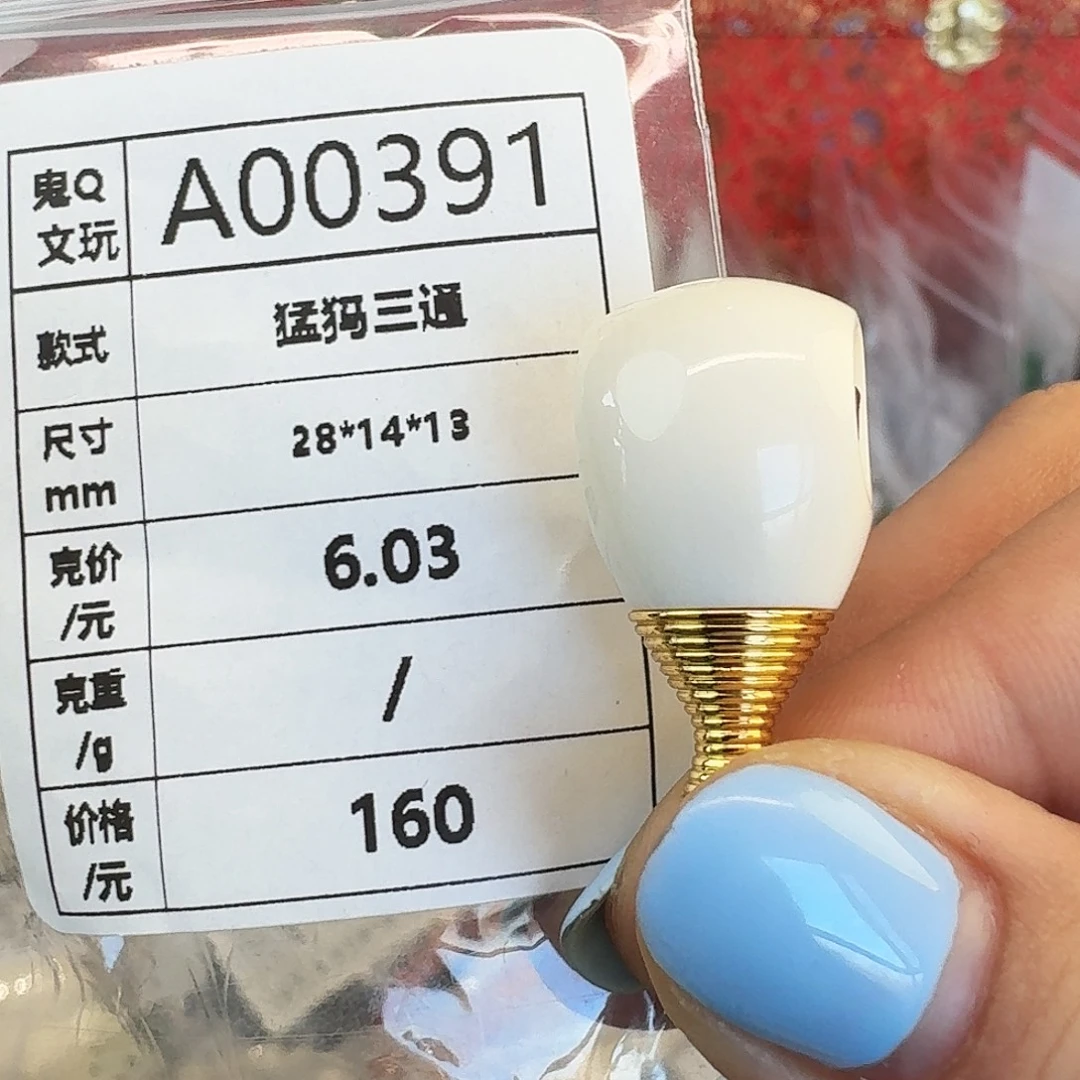 鬼Q
文玩
A00391
款式
猛犸三通
尺寸
mm
28*14*13
克价
/元
6.03
克重
/g
/
价格
/元
160